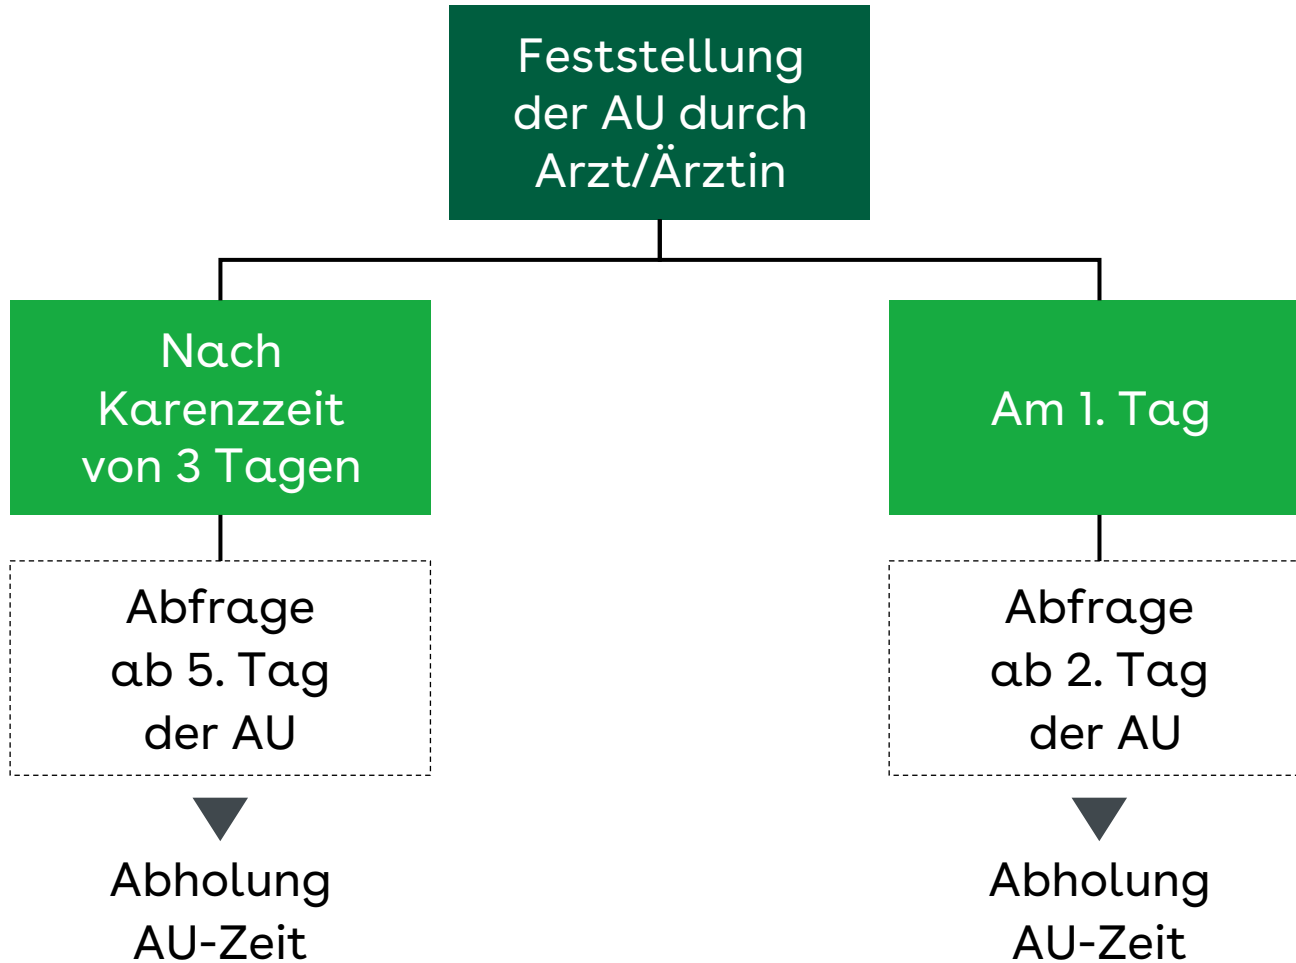 Feststellung
der AU durch
Arzt/Ärztin
Nach
Karenzzeit
von 3 Tagen
Am 1. Tag
Abfrage
ab 5. Tag
der AU
Abfrage
ab 2. Tag
der AU
Abholung
AU-Zeit
Abholung
AU-Zeit